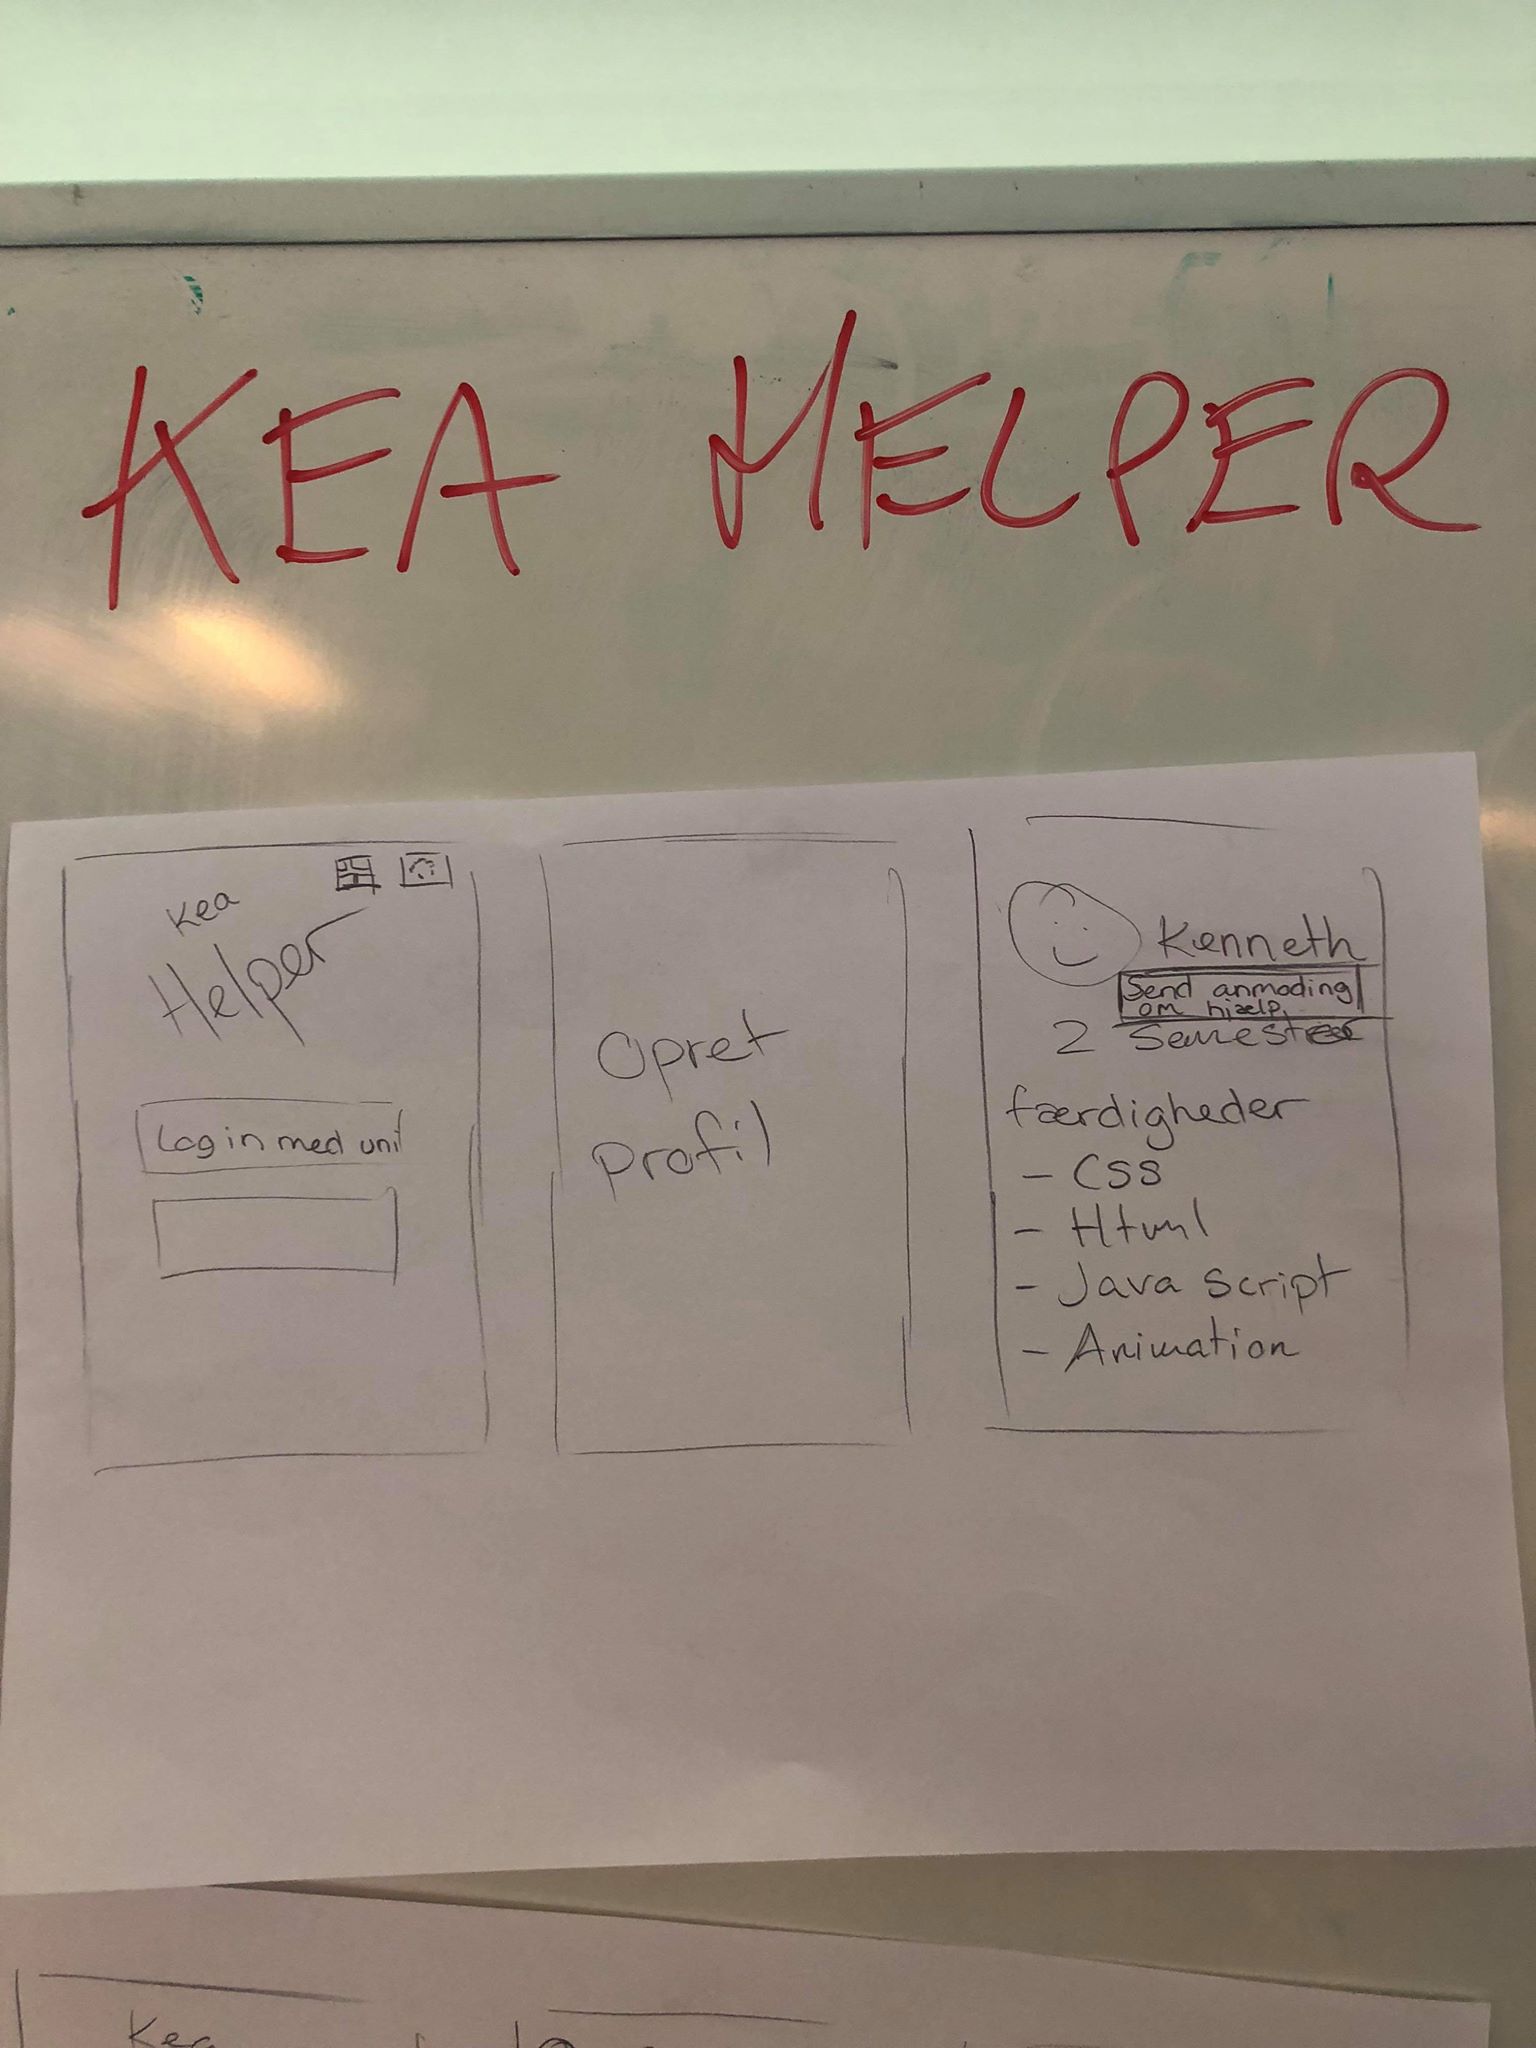 KEA HELPER
Kea
Helper
Log in med uni
Opret
profil
Kenneth
Send anmoding
om hjælp
2 Semester
færdigheder
- CSS
- Html
- Java script
- Animation
Kea